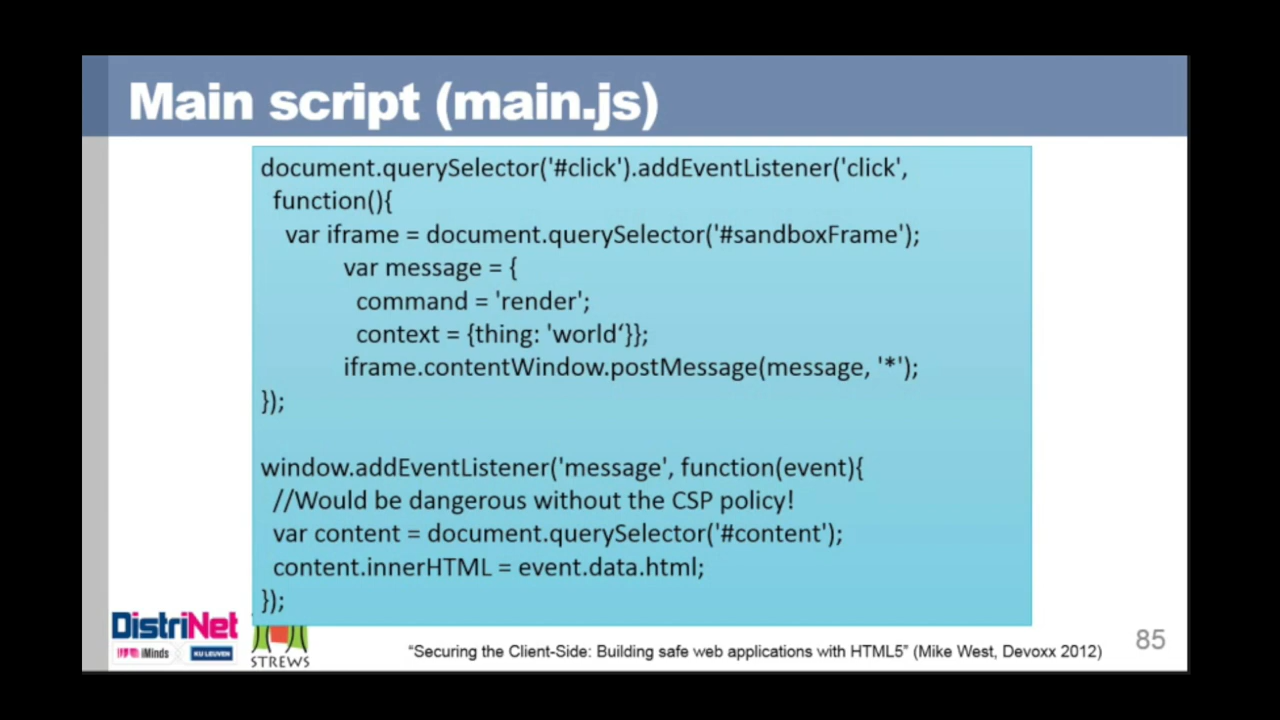 Main script (main.js)
document.querySelector('#click').addEventListener('click',
function(){
var iframe = document.querySelector('#sandboxFrame');
var message = {
command = 'render';
context = {thing: 'world‘}};
iframe.contentWindow.postMessage(message, '*');
});
window.addEventListener('message', function(event){
//Would be dangerous without the CSP policy!
var content = document.querySelector('#content');
content.innerHTML = event.data.html;
});
DistriNet
iMinds
KU LEUVEN
STREWS
“Securing the Client-Side: Building safe web applications with HTML5” (Mike West, Devoxx 2012)
85